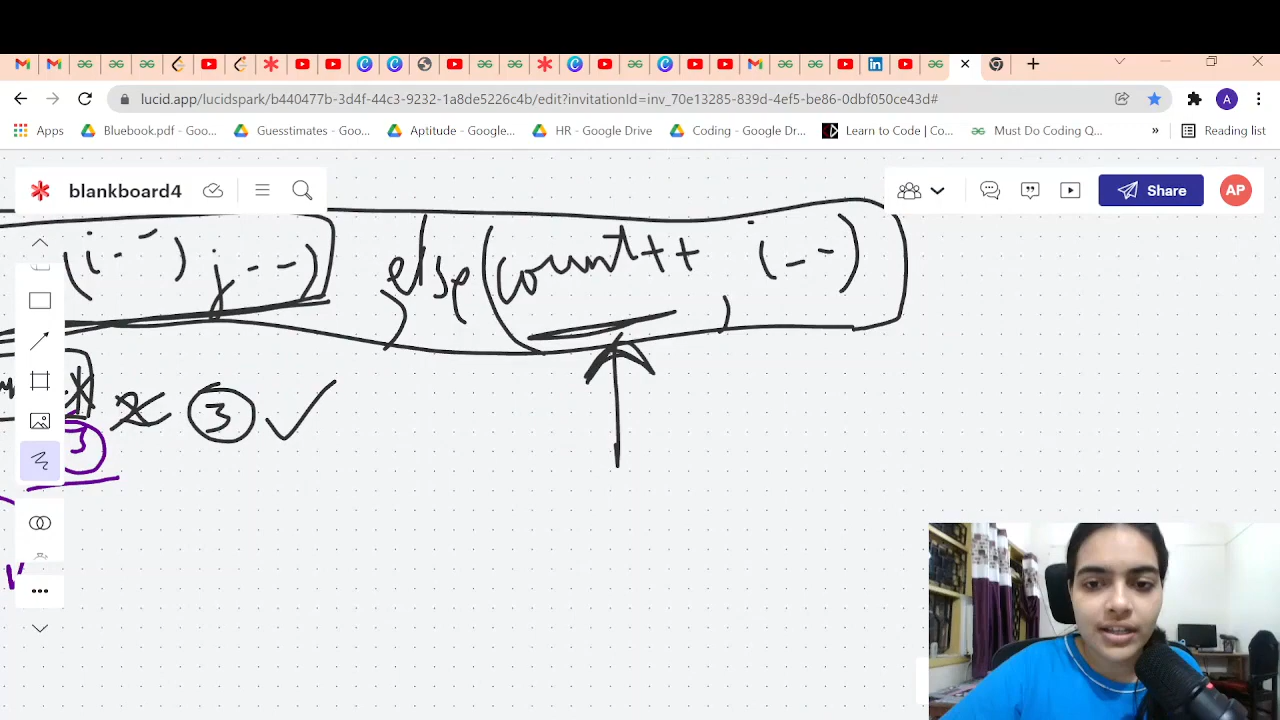 lucid.app/lucidspark/b440477b-3d4f-44c3-9232-1a8de5226c4b/edit?invitationId=inv_70e13285-839d-4ef5-be86-0dbf050ce43d#
A
Apps
Bluebook.pdf - Goo...
Guesstimates - Goo...
Aptitude - Google...
HR - Google Drive
Coding - Google Dr...
Learn to Code | Co...
Must Do Coding Q...
»
Reading list
blankboard4
Share
AP
(i--) j--) , else (count++ , i--)
3
3